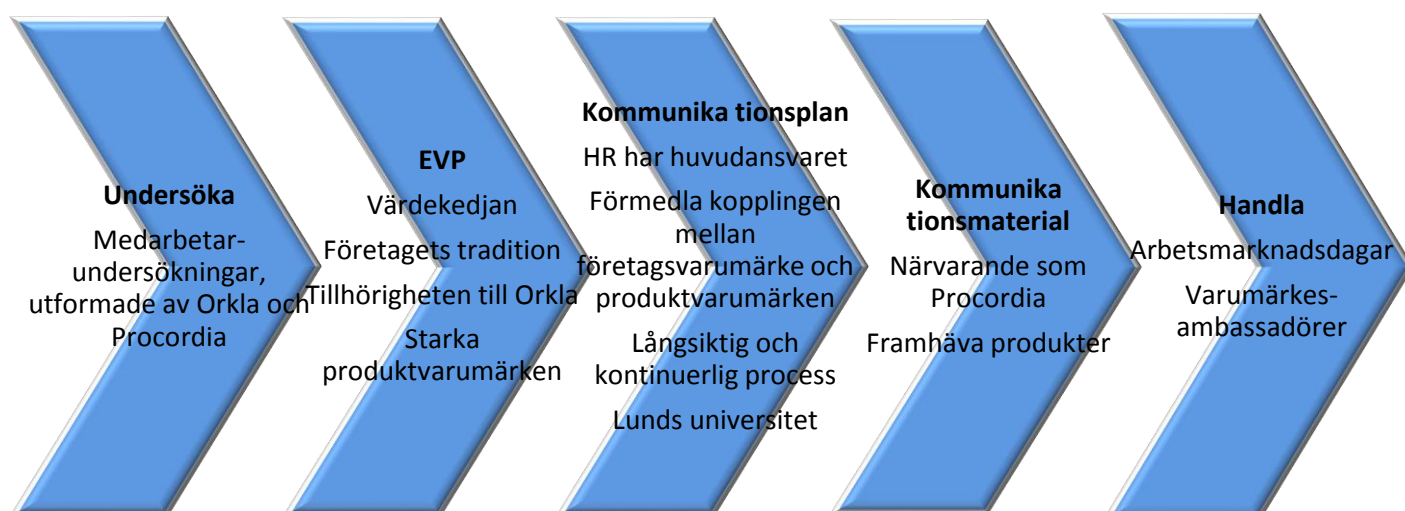 Undersöka
Medarbetar-
undersökningar,
utformade av Orkla och
Procordia
EVP
Värdekedjan
Företagets tradition
Tillhörigheten till Orkla
Starka
produktvarumärken
Kommunika tionsplan
HR har huvudansvaret
Förmedla kopplingen
mellan
företagsvarumärke och
produktvarumärken
Långsiktig och
kontinuerlig process
Lunds universitet
Kommunika
tionsmaterial
Närvarande som
Procordia
Framhäva produkter
Handla
Arbetsmarknadsdagar
Varumärkes-
ambassadörer